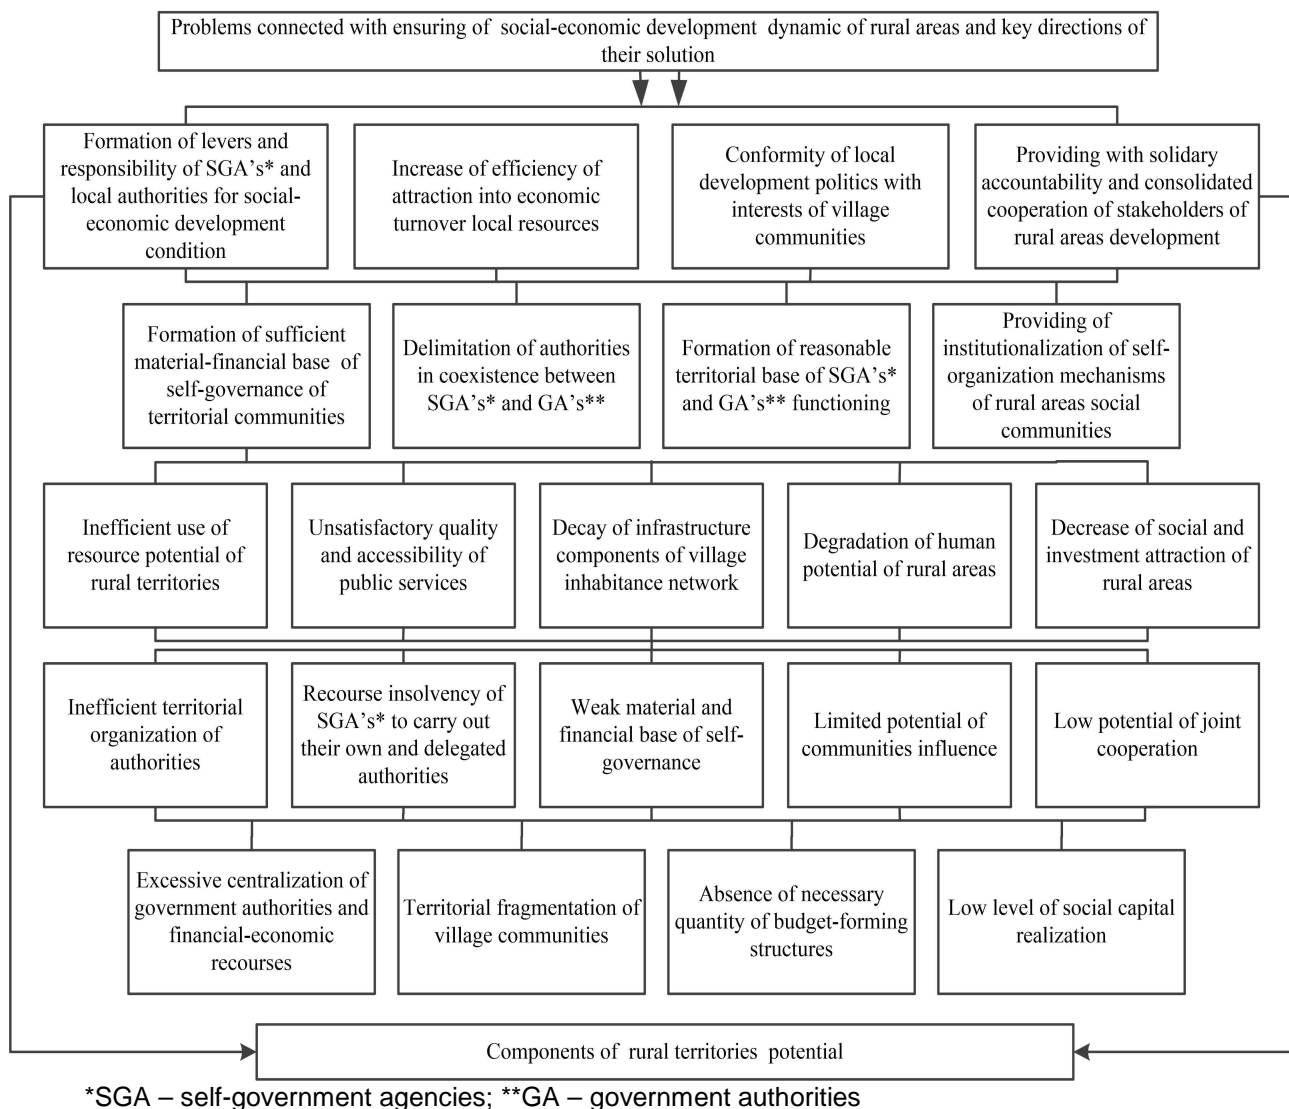 Problems connected with ensuring of social-economic development dynamic of rural areas and key directions of
their solution
Formation of levers and
responsibility of SGA's* and
local authorities for social-
economic development
condition
Increase of efficiency of
attraction into economic
turnover local resources
Conformity of local
development politics with
interests of village
communities
Providing with solidary
accountability and consolidated
cooperation of stakeholders of
rural areas development
Formation of sufficient
material-financial base of
self-governance of
territorial communities
Delimitation of authorities
in coexistence between
SGA's* and GA's**
Formation of reasonable
territorial base of SGA's*
and GA's** functioning
Providing of
institutionalization of self-
organization mechanisms
of rural areas social
communities
Inefficient use of
resource potential of
rural territories
Unsatisfactory quality
and accessibility of
public services
Decay of infrastructure
components of village
inhabitance network
Degradation of human
potential of rural areas
Decrease of social and
investment attraction of
rural areas
Inefficient territorial
organization of
authorities
Recourse insolvency of
SGA's* to carry out
their own and delegated
authorities
Weak material and
financial base of self-
governance
Limited potential of
communities influence
Low potential of joint
cooperation
Excessive centralization of
government authorities and
financial-economic
recourses
Territorial fragmentation of
village communities
Absence of necessary
quantity of budget-forming
structures
Low level of social capital
realization
Components of rural territories potential
*SGA – self-government agencies; **GA – government authorities